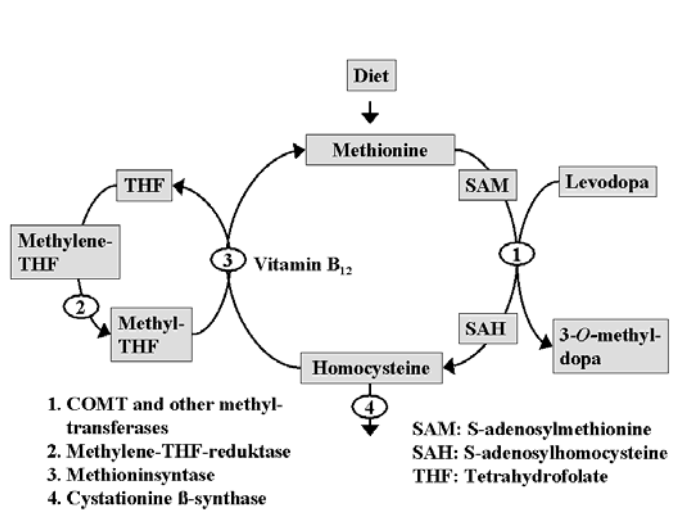 Diet
Methionine
THF
SAM
Levodopa
Methylene-
THF
3
Vitamin B₁₂
1
2
Methyl-
THF
SAH
3-O-methyl-
dopa
Homocysteine
4
1. COMT and other methyl-
transferases
2. Methylene-THF-reduktase
3. Methioninsyntase
4. Cystationine ß-synthase
SAM: S-adenosylmethionine
SAH: S-adenosylhomocysteine
THF: Tetrahydrofolate